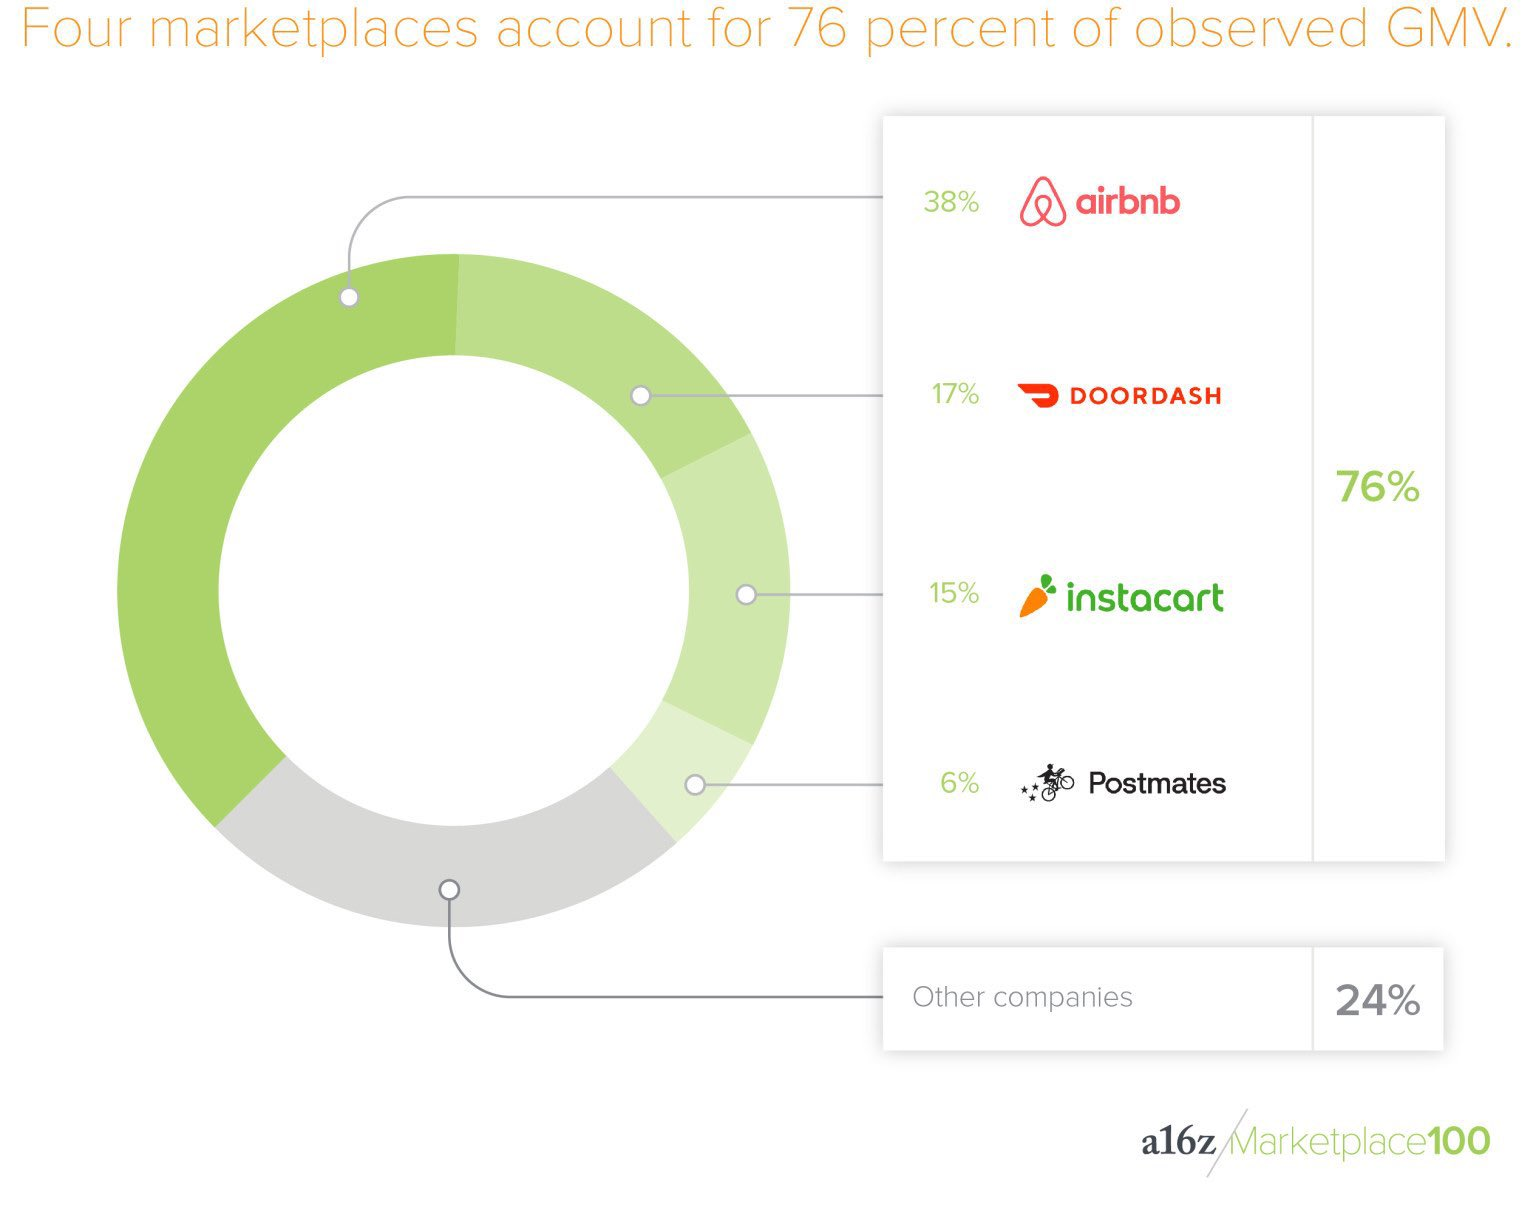 Four marketplaces account for 76 percent of observed GMV.
38% airbnb
17% DOORDASH
76%
15% instacart
6% Postmates
Other companies 24%
a16z Marketplace100